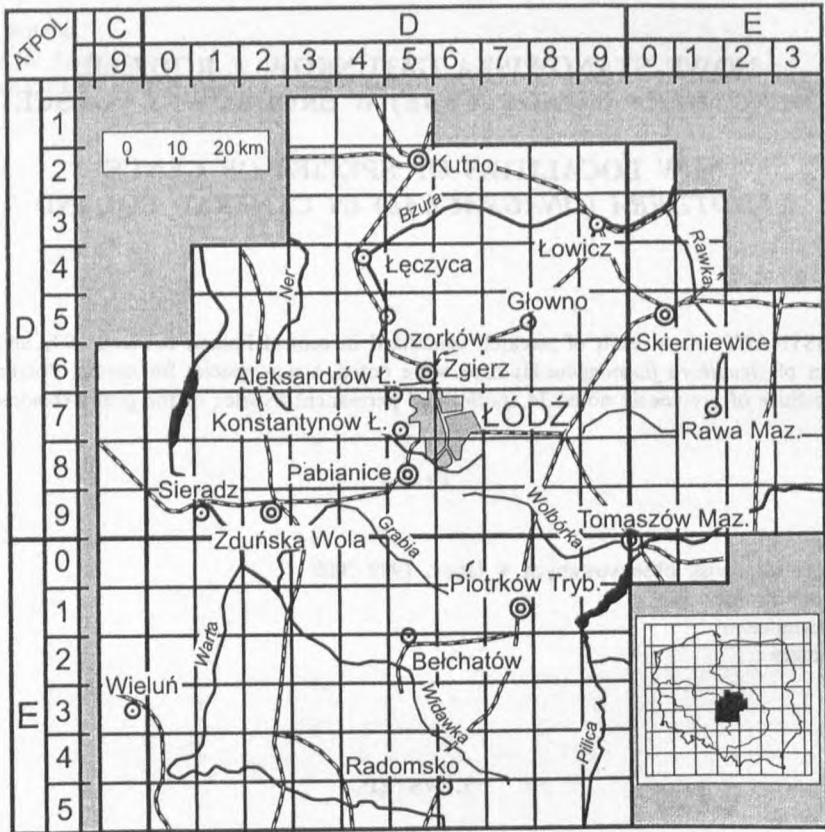 ATPOL
C D E
9 0 1 2 3 4 5 6 7 8 9 0 1 2 3
D
1
2
3
4
5
6
7
8
9
E
0
1
2
3
4
5
0 10 20 km
Kutno
Bzura
Łowicz
Rawka
Łęczyca
Ner
Głowno
Ozorków
Skierniewice
Zgierz
Aleksandrów Ł.
ŁÓDŹ
Konstantynów Ł.
Rawa Maz.
Pabianice
Sieradz
Wolbórka
Tomaszów Maz.
Zduńska Wola
Grabia
Piotrków Tryb.
Warta
Bełchatów
Wieluń
Widawka
Pilica
Radomsko